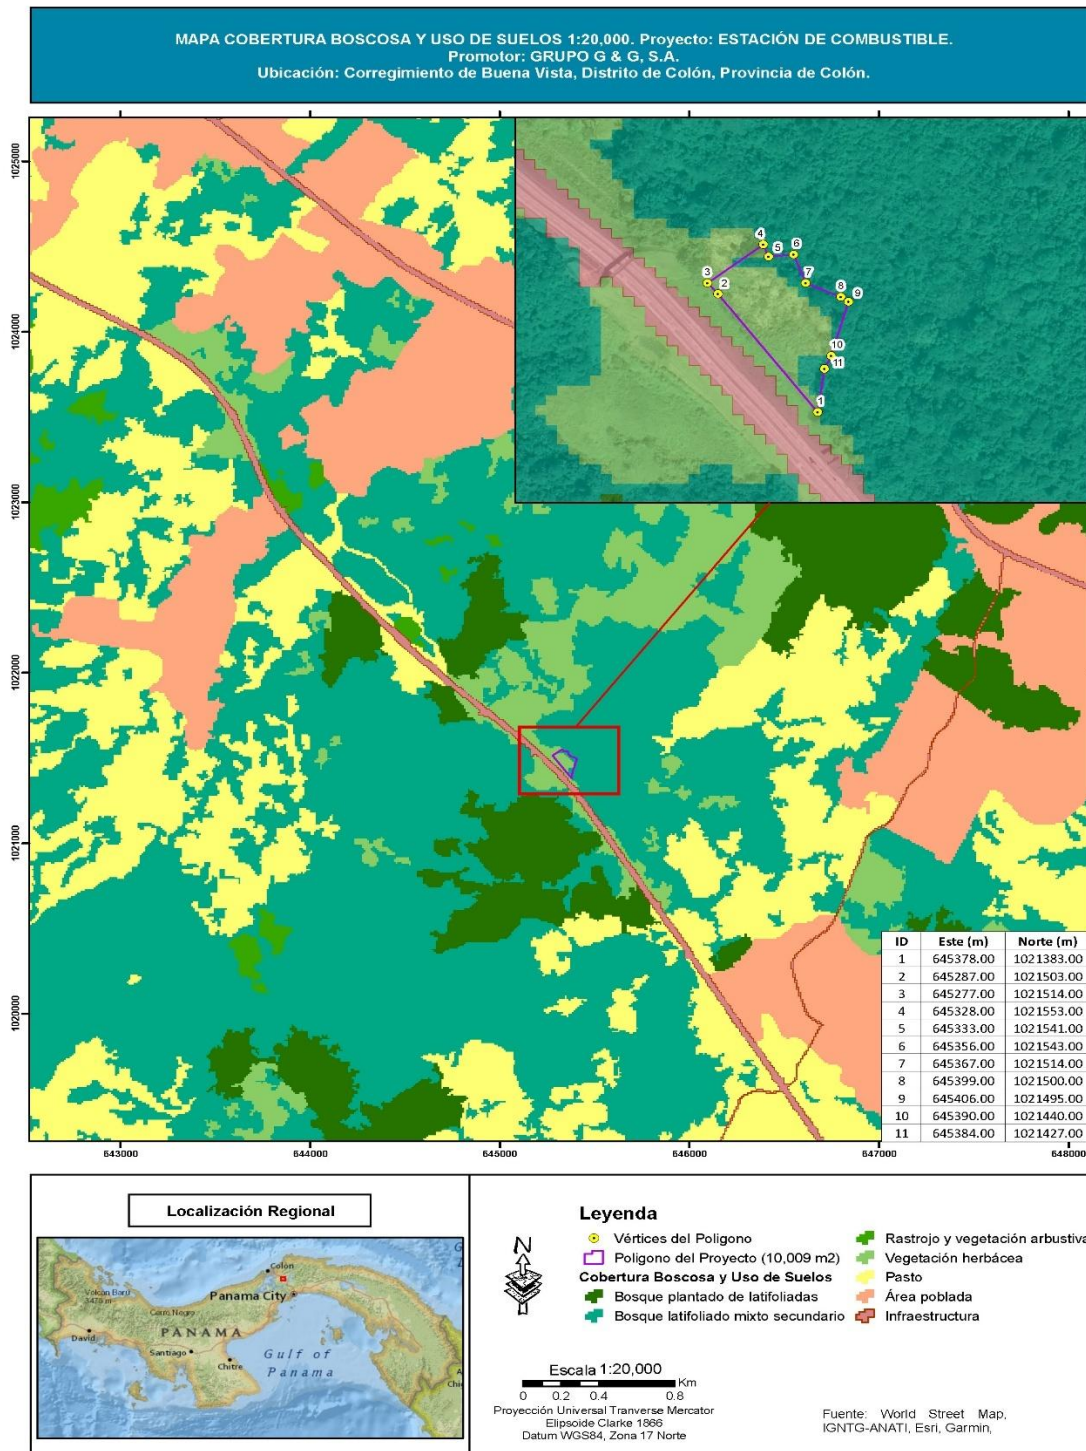 MAPA COBERTURA BOSCOSA Y USO DE SUELOS 1:20,000. Proyecto: ESTACIÓN DE COMBUSTIBLE.
Promotor: GRUPO G & G, S.A.
Ubicación: Corregimiento de Buena Vista, Distrito de Colón, Provincia de Colón.
1025000
1024000
1023000
1022000
1021000
1020000
4
5
6
3
2
7
8
9
10
11
1
ID Este (m) Norte (m)
1 645378.00 1021383.00
2 645287.00 1021503.00
3 645277.00 1021514.00
4 645328.00 1021553.00
5 645333.00 1021541.00
6 645356.00 1021543.00
7 645367.00 1021514.00
8 645399.00 1021500.00
9 645406.00 1021495.00
10 645390.00 1021440.00
11 645384.00 1021427.00
643000 644000 645000 646000 647000 648000
Localización Regional
Colón
Panama City
Volcan Barú
3475 m
Cerro Negro
PANAMA
David
Santiago
Chitre
Gulf of
Panama
Leyenda
N
Vértices del Poligono
Poligono del Proyecto (10,009 m2)
Cobertura Boscosa y Uso de Suelos
Bosque plantado de latifoliadas
Bosque latifoliado mixto secundario
Rastrojo y vegetación arbustiva
Vegetación herbácea
Pasto
Área poblada
Infraestructura
Escala 1:20,000
Km
0 0.2 0.4 0.8
Proyección Universal Tranverse Mercator
Elipsoide Clarke 1866
Datum WGS84, Zona 17 Norte
Fuente: World Street Map,
IGNTG-ANATI, Esri, Garmin,